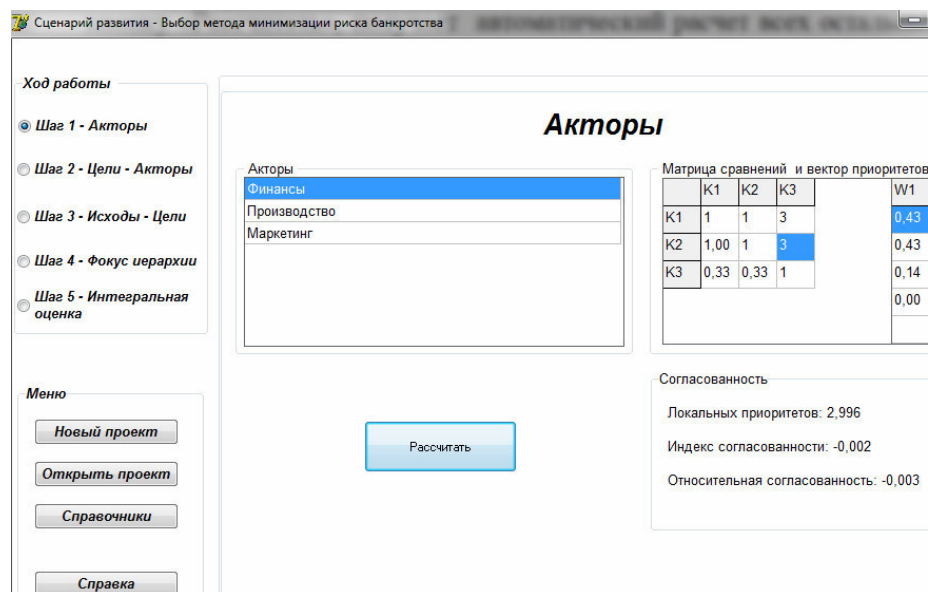 Сценарий развития - Выбор метода минимизации риска банкротства
автоматический расчет всех
Ход работы
Шаг 1 - Акторы
Шаг 2 - Цели - Акторы
Шаг 3 - Исходы - Цели
Шаг 4 - Фокус иерархии
Шаг 5 - Интегральная
оценка
Меню
Новый проект
Открыть проект
Справочники
Справка
Акторы
Акторы
Финансы
Производство
Маркетинг
Рассчитать
Матрица сравнений и вектор приоритетов
K1 K2 K3 W1
K1 1 1 3 0,43
K2 1,00 1 3 0,43
K3 0,33 0,33 1 0,14
0,00
Согласованность
Локальных приоритетов: 2,996
Индекс согласованности: -0,002
Относительная согласованность: -0,003